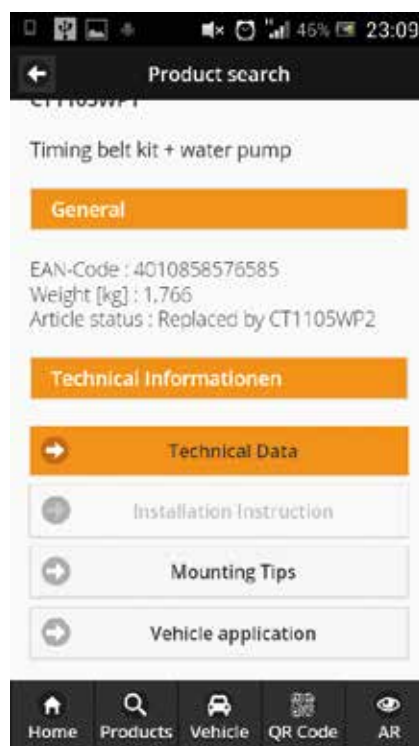 46% 23:09
Product search
CT1105WP1
Timing belt kit + water pump
General
EAN-Code : 4010858576585
Weight [kg] : 1.766
Article status : Replaced by CT1105WP2
Technical Informationen
Technical Data
Installation Instruction
Mounting Tips
Vehicle application
Home Products Vehicle QR Code AR